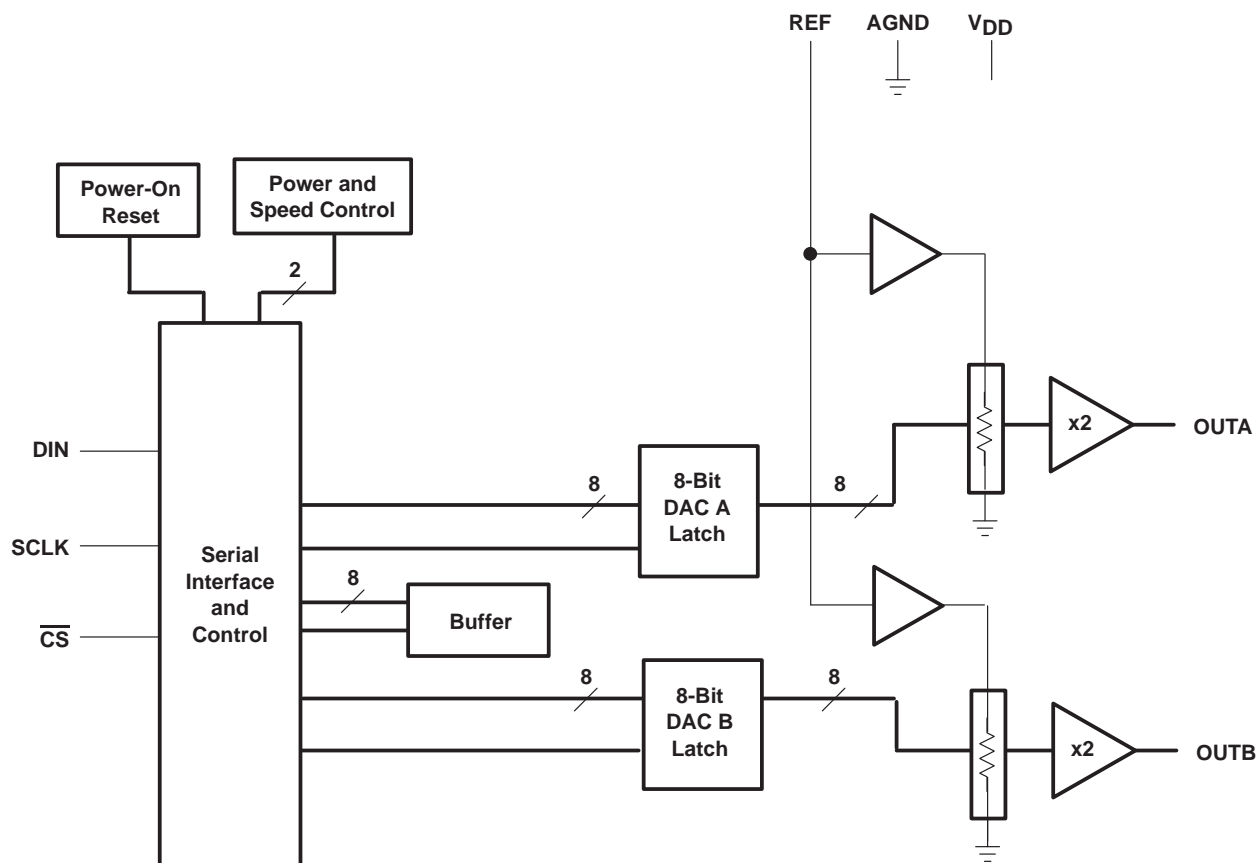 REF
AGND
VDD
Power-On
Reset
Power and
Speed Control
2
DIN
SCLK
CS
Serial
Interface
and
Control
8
8-Bit
DAC A
Latch
8
x2
OUTA
8
Buffer
8
8-Bit
DAC B
Latch
8
x2
OUTB